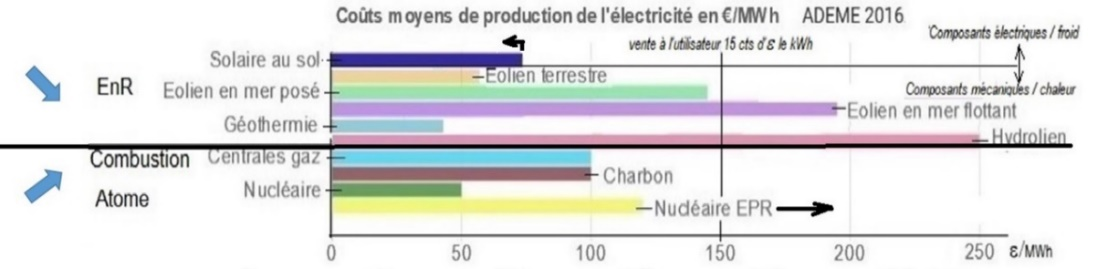 Coûts moyens de production de l'électricité en €/MWh ADEME 2016
Composants électriques / froid
vente à l'utilisateur 15 cts d'ε le kWh
Solaire au sol
Eolien terrestre
EnR
Eolien en mer posé
Composants mécaniques / chaleur
Eolien en mer flottant
Géothermie
Hydrolien
Combustion
Centrales gaz
Charbon
Nucléaire
Atome
Nucléaire EPR
0 50 100 150 200 250 ε/MWh